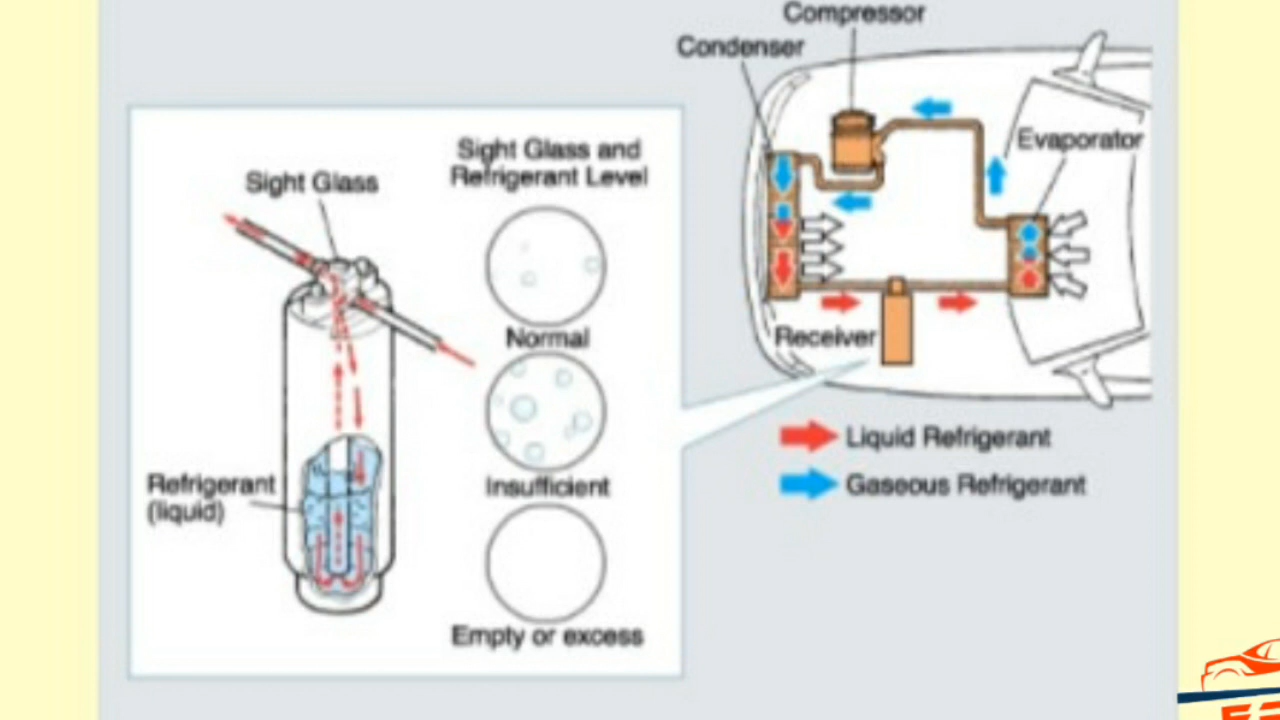 Compressor
Condenser
Evaporator
Sight Glass and
Refrigerant Level
Sight Glass
Normal
Receiver
Liquid Refrigerant
Refrigerant
(liquid)
Insufficient
Gaseous Refrigerant
Empty or excess